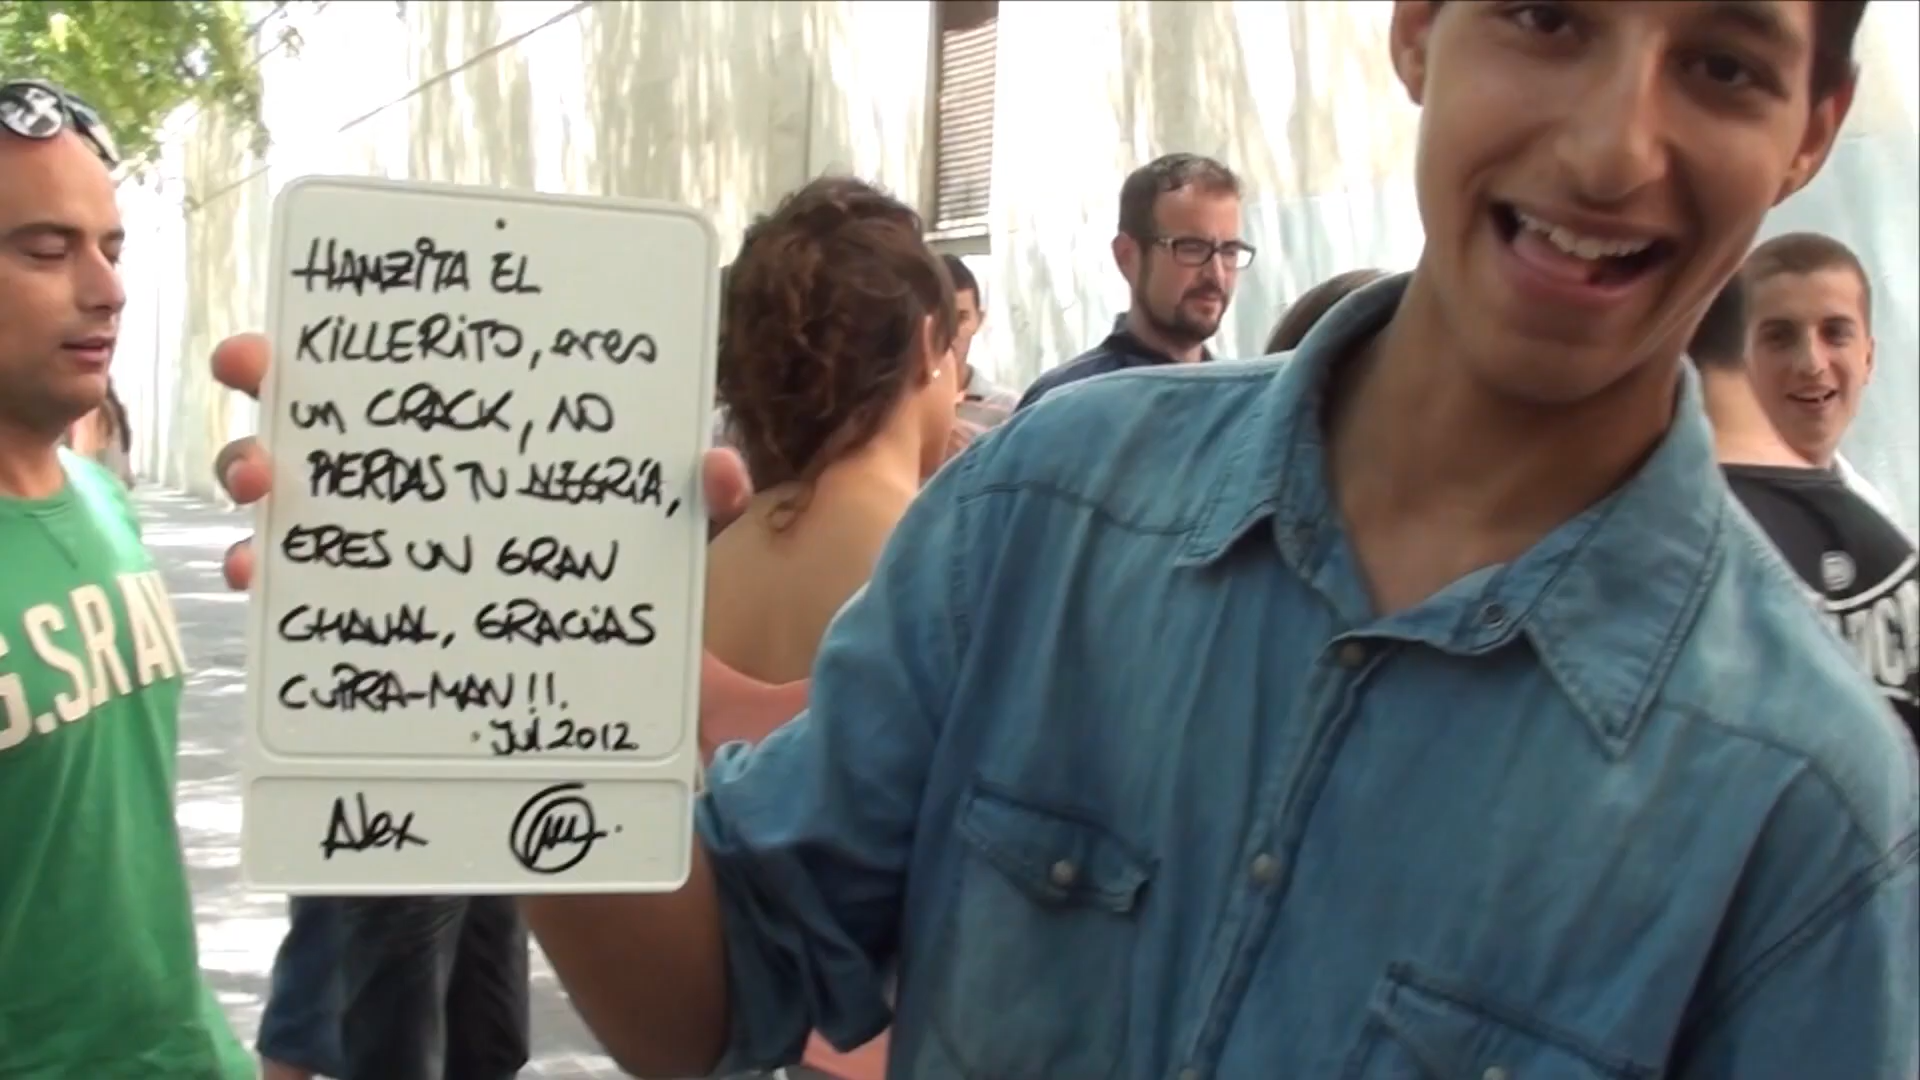 HAMZITA EL
KILLERITO, eres
un CRACK, NO
PIERDAS TU ALEGRÍA,
ERES UN GRAN
CHAVAL, GRACIAS
CUPRA-MAN!!.
Jul 2012
Alex
G.S.RAW